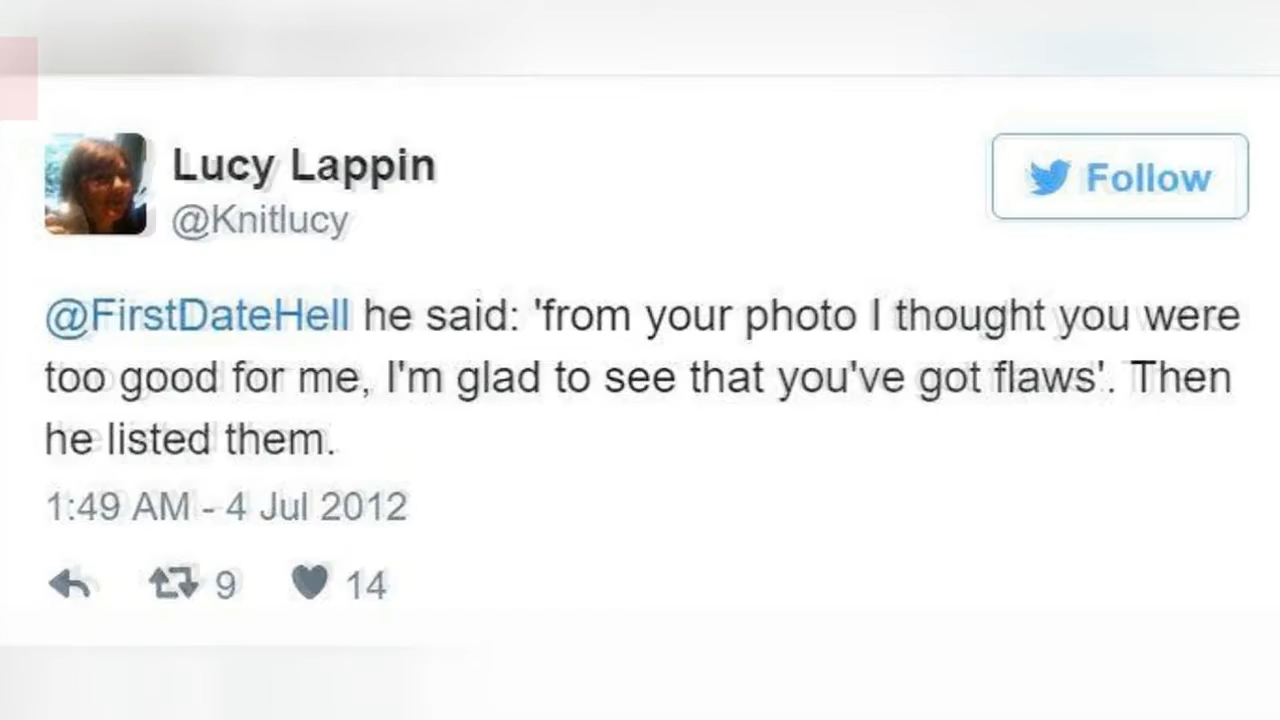 Lucy Lappin
@Knitlucy
Follow
@FirstDateHell he said: 'from your photo I thought you were
too good for me, I'm glad to see that you've got flaws'. Then
he listed them.
1:49 AM - 4 Jul 2012
9 14